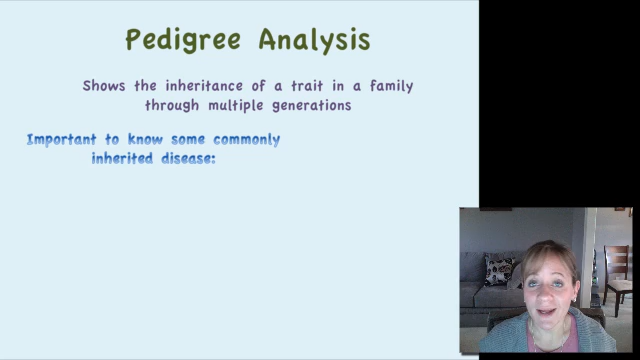 Pedigree Analysis
Shows the inheritance of a trait in a family
through multiple generations
Important to know some commonly
inherited disease: